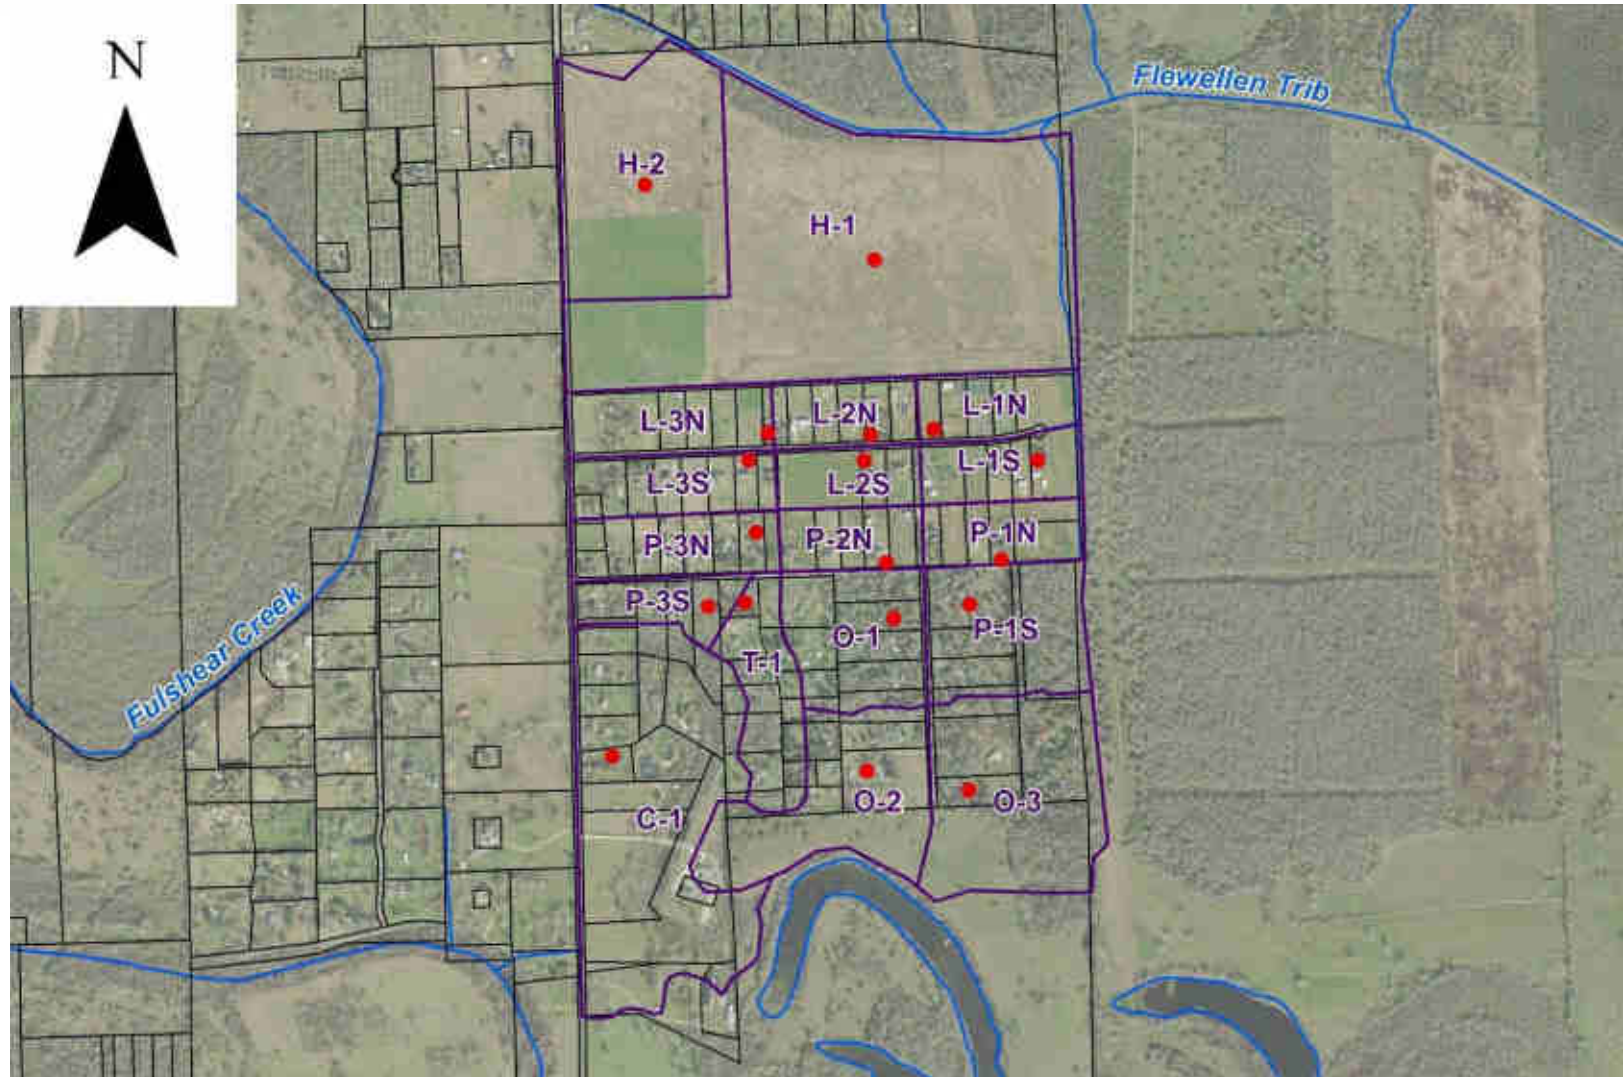 N
Flewellen Trib
H-2
H-1
L-3N
L-2N
L-1N
L-3S
L-2S
L-1S
P-3N
P-2N
P-1N
P-3S
O-1
P-1S
T-1
Fulshear Creek
C-1
O-2
O-3